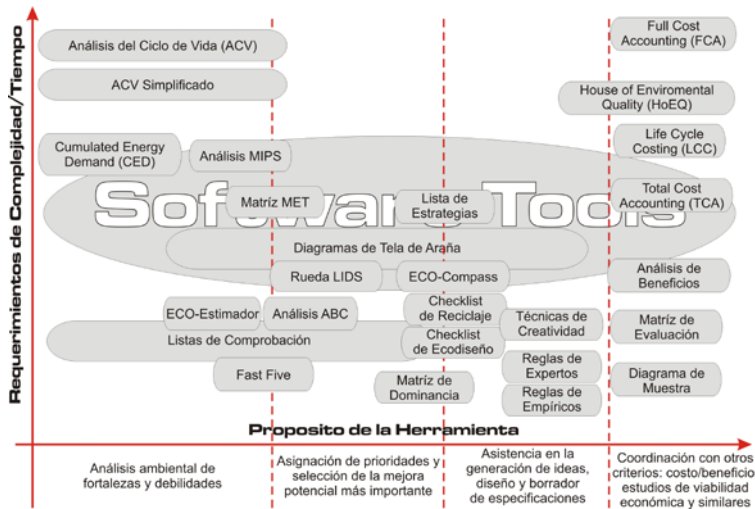 Requerimientos de Complejidad/Tiempo
Análisis del Ciclo de Vida (ACV)
Full Cost
Accounting (FCA)
ACV Simplificado
House of Enviromental
Quality (HoEQ)
Cumulated Energy
Demand (CED)
Análisis MIPS
Life Cycle
Costing (LCC)
Software Tools
Matríz MET
Lista de
Estrategias
Total Cost
Accounting (TCA)
Diagramas de Tela de Araña
Rueda LIDS
ECO-Compass
Análisis de
Beneficios
ECO-Estimador
Análisis ABC
Checklist
de Reciclaje
Técnicas de
Creatividad
Matríz de
Evaluación
Listas de Comprobación
Checklist
de Ecodiseño
Fast Five
Matríz de
Dominancia
Reglas de
Expertos
Reglas de
Empíricos
Diagrama de
Muestra
Proposito de la Herramienta
Análisis ambiental de
fortalezas y debilidades
Asignación de prioridades y
selección de la mejora
potencial más importante
Asistencia en la
generación de ideas,
diseño y borrador
de especificaciones
Coordinación con otros
criterios: costo/beneficio
estudios de viabilidad
económica y similares